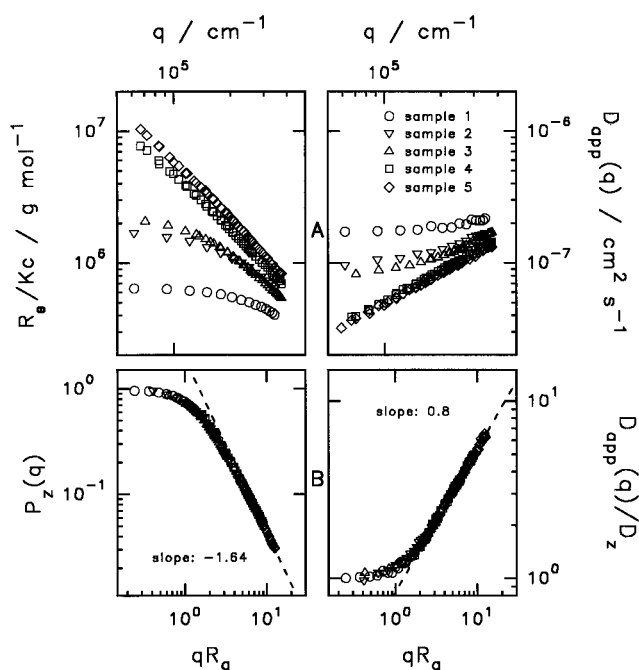 q / cm⁻¹
q / cm⁻¹
10⁵
10⁵
10⁷
10⁶
R_θ/Kc / g mol⁻¹
A
sample 1
sample 2
sample 3
sample 4
sample 5
10⁻⁶
10⁻⁷
D_app(q) / cm² s⁻¹
10⁰
10⁻¹
P_z(q)
slope: -1.64
B
slope: 0.8
10¹
10⁰
D_app(q)/D_z
10⁰
10¹
10⁰
10¹
qR_g
qR_g